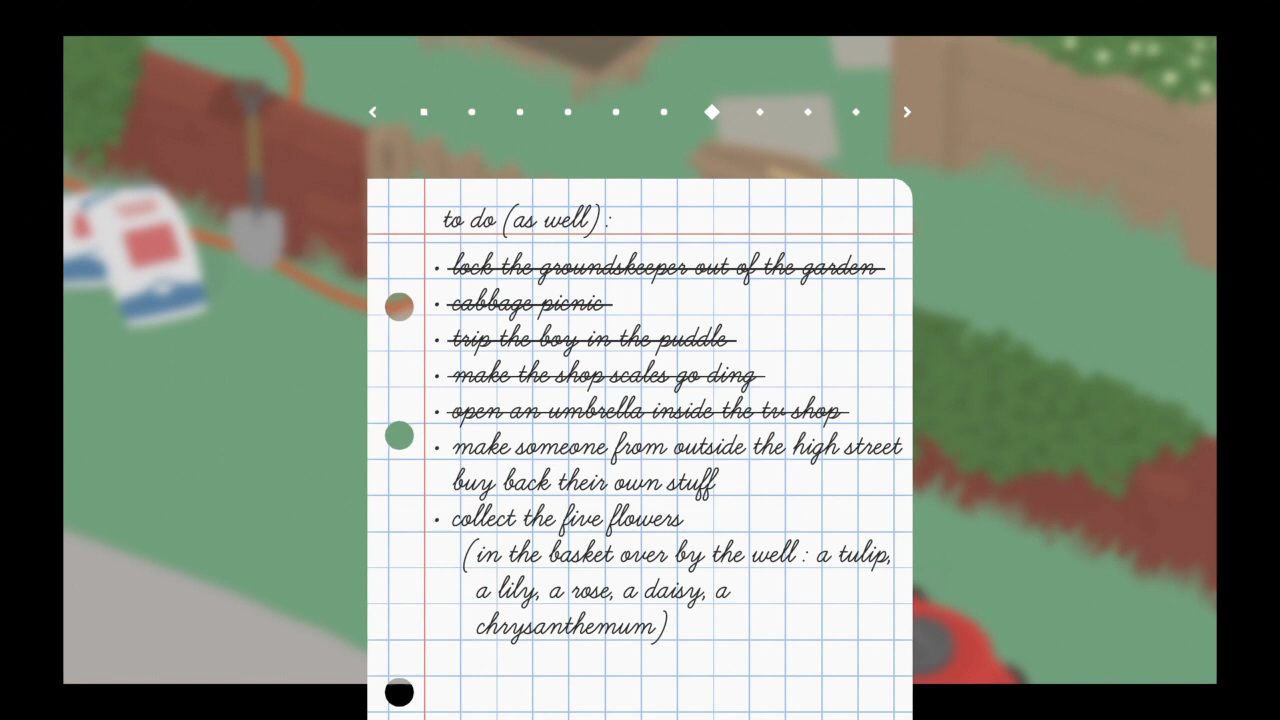 to do (as well) :
• lock the groundskeeper out of the garden
• cabbage picnic
• trip the boy in the puddle
• make the shop scales go ding
• open an umbrella inside the tv shop
• make someone from outside the high street
buy back their own stuff
• collect the five flowers
(in the basket over by the well : a tulip,
a lily, a rose, a daisy, a
chrysanthemum)